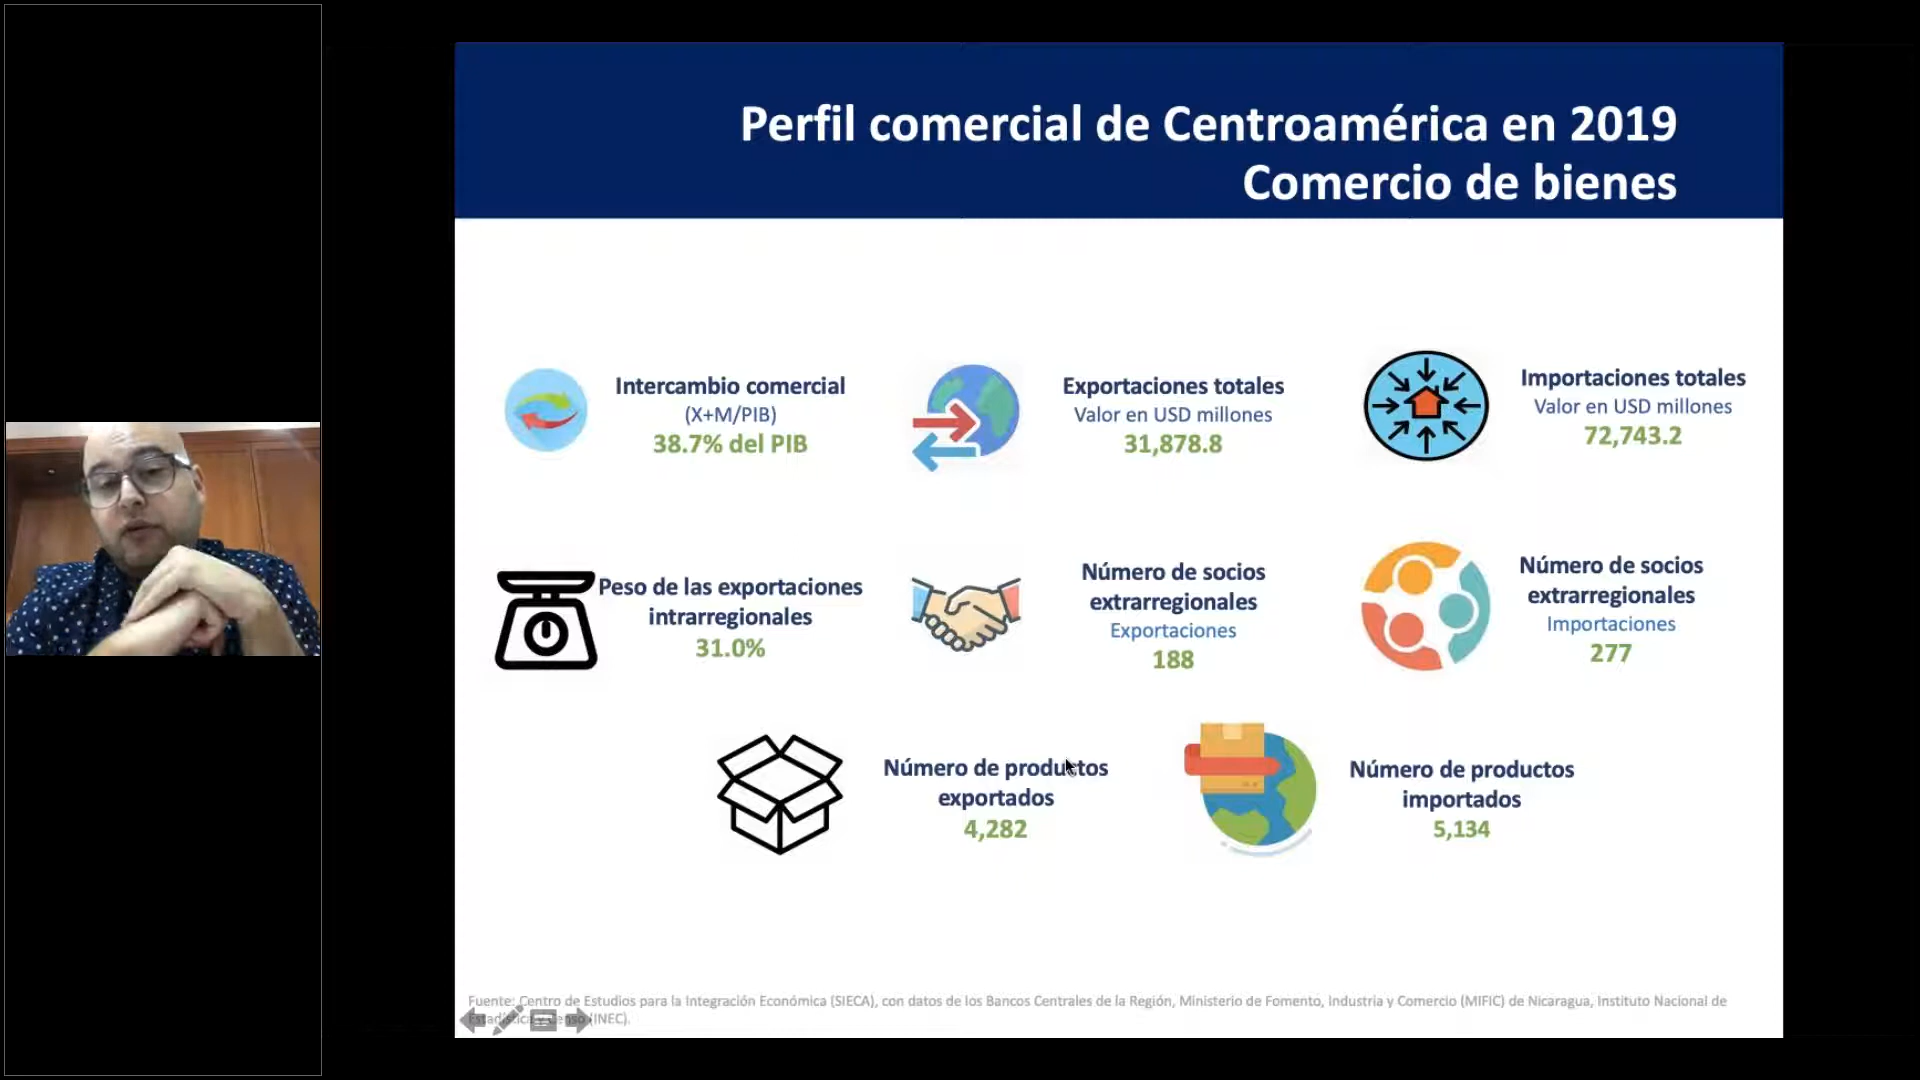 Perfil comercial de Centroamérica en 2019
Comercio de bienes
Intercambio comercial
(X+M/PIB)
38.7% del PIB
Exportaciones totales
Valor en USD millones
31,878.8
Importaciones totales
Valor en USD millones
72,743.2
Peso de las exportaciones
intrarregionales
31.0%
Número de socios
extrarregionales
Exportaciones
188
Número de socios
extrarregionales
Importaciones
277
Número de productos
exportados
4,282
Número de productos
importados
5,134
Fuente: Centro de Estudios para la Integración Económica (SIECA), con datos de los Bancos Centrales de la Región, Ministerio de Fomento, Industria y Comercio (MIFIC) de Nicaragua, Instituto Nacional de
Estadística y Censo (INEC).